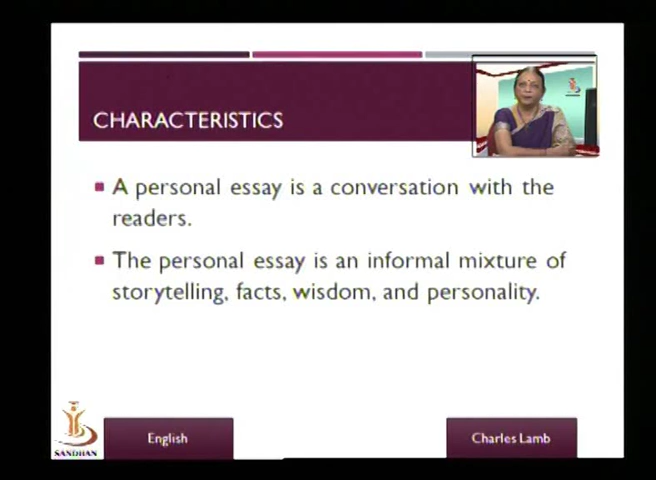 CHARACTERISTICS
A personal essay is a conversation with the
readers.
The personal essay is an informal mixture of
storytelling, facts, wisdom, and personality.
SANDHAN
English
Charles Lamb